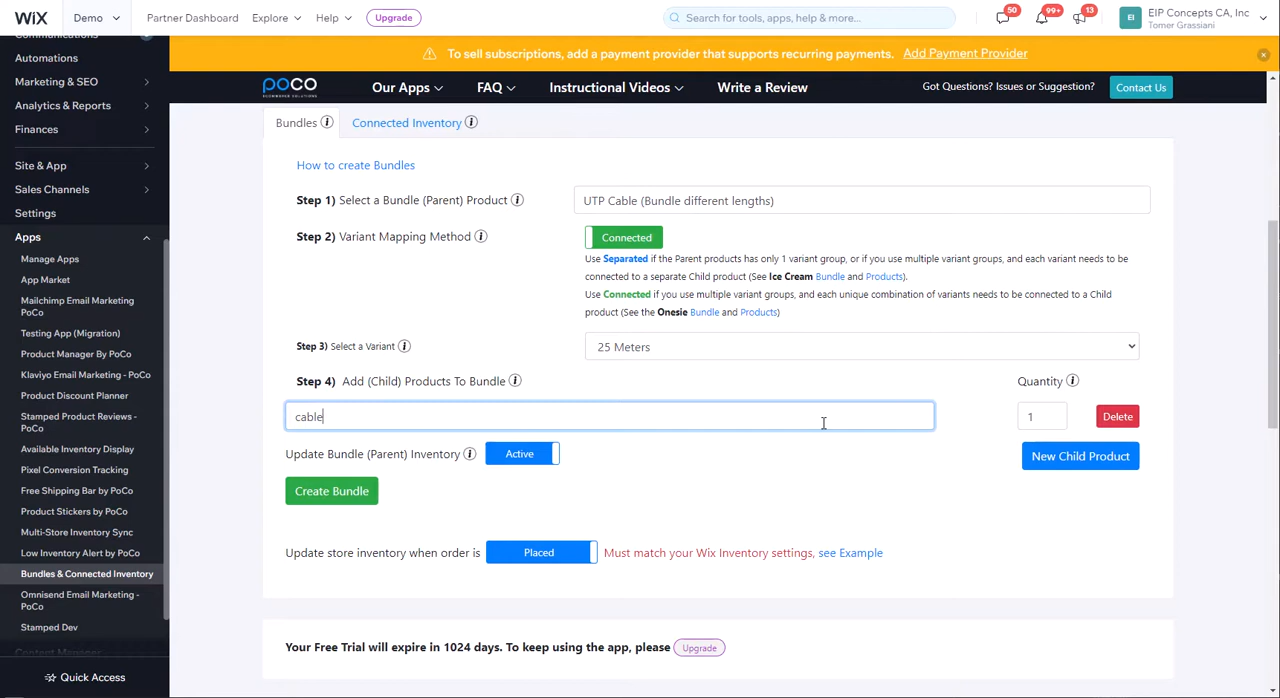 WiX
Demo
Partner Dashboard
Explore
Help
Upgrade
Search for tools, apps, help & more...
50
99+
13
EI
EIP Concepts CA, Inc
Tomer Grassiani
Communications
Automations
Marketing & SEO
Analytics & Reports
Finances
Site & App
Sales Channels
Settings
Apps
Manage Apps
App Market
Mailchimp Email Marketing
PoCo
Testing App (Migration)
Product Manager By PoCo
Klaviyo Email Marketing - PoCo
Product Discount Planner
Stamped Product Reviews -
PoCo
Available Inventory Display
Pixel Conversion Tracking
Free Shipping Bar by PoCo
Product Stickers by PoCo
Multi-Store Inventory Sync
Low Inventory Alert by PoCo
Bundles & Connected Inventory
Omnisend Email Marketing -
PoCo
Stamped Dev
Content Manager
Quick Access
To sell subscriptions, add a payment provider that supports recurring payments. Add Payment Provider
poco
Our Apps
FAQ
Instructional Videos
Write a Review
Got Questions? Issues or Suggestion?
Contact Us
Bundles
Connected Inventory
How to create Bundles
Step 1) Select a Bundle (Parent) Product
UTP Cable (Bundle different lengths)
Step 2) Variant Mapping Method
Connected
Use Separated if the Parent products has only 1 variant group, or if you use multiple variant groups, and each variant needs to be
connected to a separate Child product (See Ice Cream Bundle and Products).
Use Connected if you use multiple variant groups, and each unique combination of variants needs to be connected to a Child
product (See the Onesie Bundle and Products)
Step 3) Select a Variant
25 Meters
Step 4) Add (Child) Products To Bundle
Quantity
cable
1
Delete
Update Bundle (Parent) Inventory
Active
New Child Product
Create Bundle
Update store inventory when order is
Placed
Must match your Wix Inventory settings, see Example
Your Free Trial will expire in 1024 days. To keep using the app, please
Upgrade